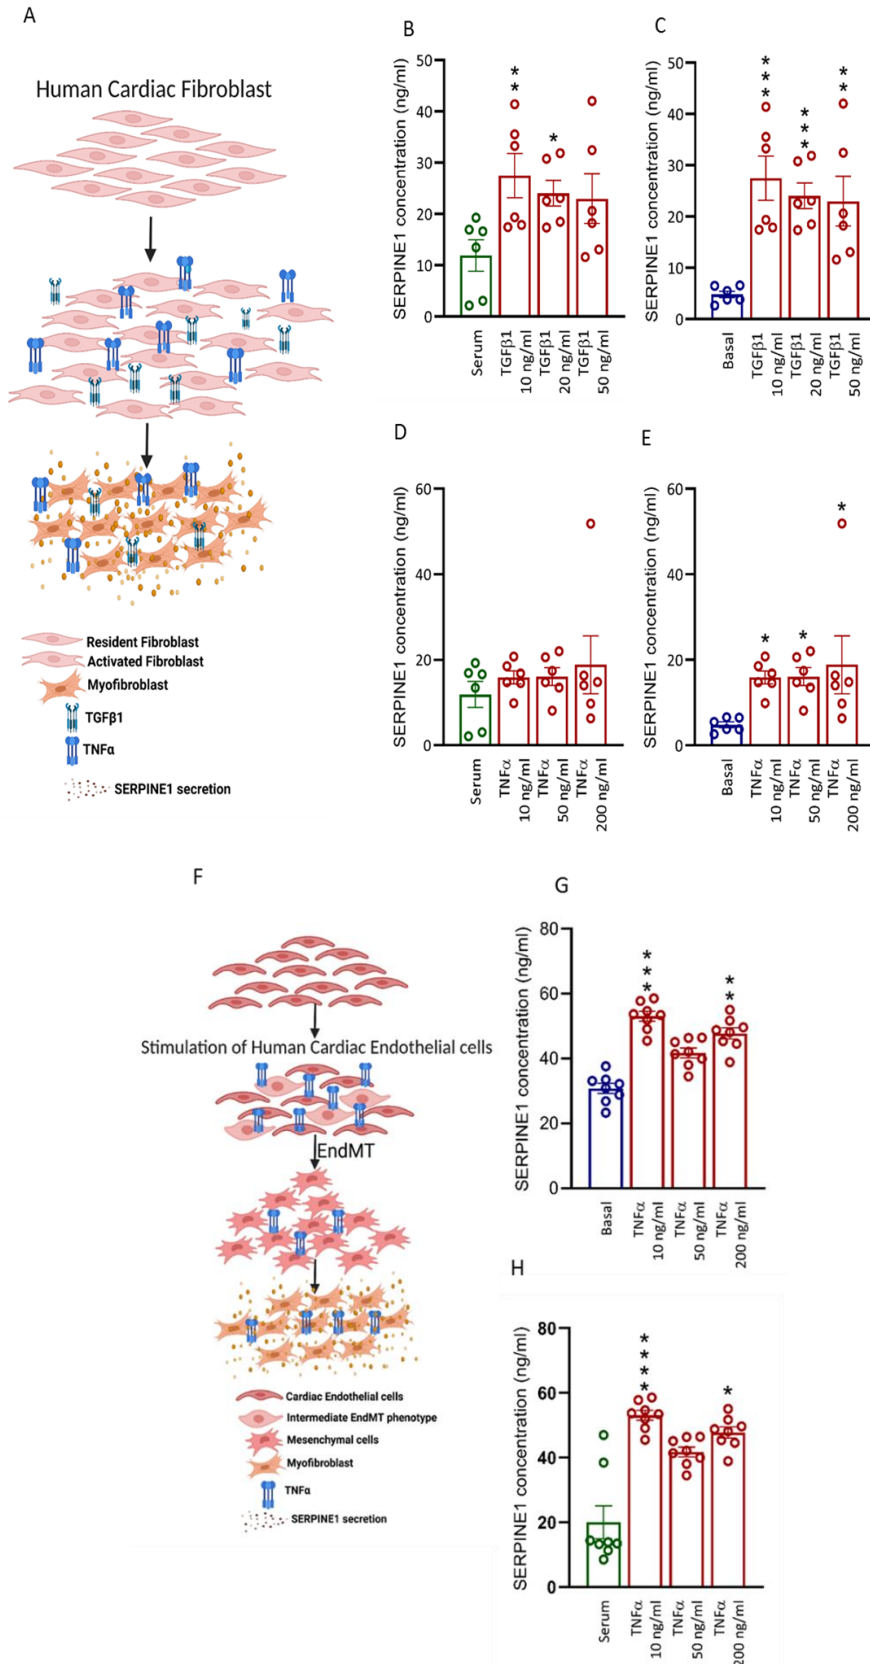 A
Human Cardiac Fibroblast
Resident Fibroblast
Activated Fibroblast
Myofibroblast
TGFβ1
TNFα
SERPINE1 secretion
B
SERPINE1 concentration (ng/ml)
50
40
30
20
10
0
**
*
Serum
TGFβ1
10 ng/ml
TGFβ1
20 ng/ml
TGFβ1
50 ng/ml
C
SERPINE1 concentration (ng/ml)
50
40
30
20
10
0
***
***
**
Basal
TGFβ1
10 ng/ml
TGFβ1
20 ng/ml
TGFβ1
50 ng/ml
D
SERPINE1 concentration (ng/ml)
60
40
20
0
Serum
TNFα
10 ng/ml
TNFα
50 ng/ml
TNFα
200 ng/ml
E
SERPINE1 concentration (ng/ml)
60
40
20
0
*
*
*
Basal
TNFα
10 ng/ml
TNFα
50 ng/ml
TNFα
200 ng/ml
F
Stimulation of Human Cardiac Endothelial cells
EndMT
Cardiac Endothelial cells
Intermediate EndMT phenotype
Mesenchymal cells
Myofibroblast
TNFα
SERPINE1 secretion
G
SERPINE1 concentration (ng/ml)
80
60
40
20
0
***
**
Basal
TNFα
10 ng/ml
TNFα
50 ng/ml
TNFα
200 ng/ml
H
SERPINE1 concentration (ng/ml)
80
60
40
20
0
****
*
Serum
TNFα
10 ng/ml
TNFα
50 ng/ml
TNFα
200 ng/ml